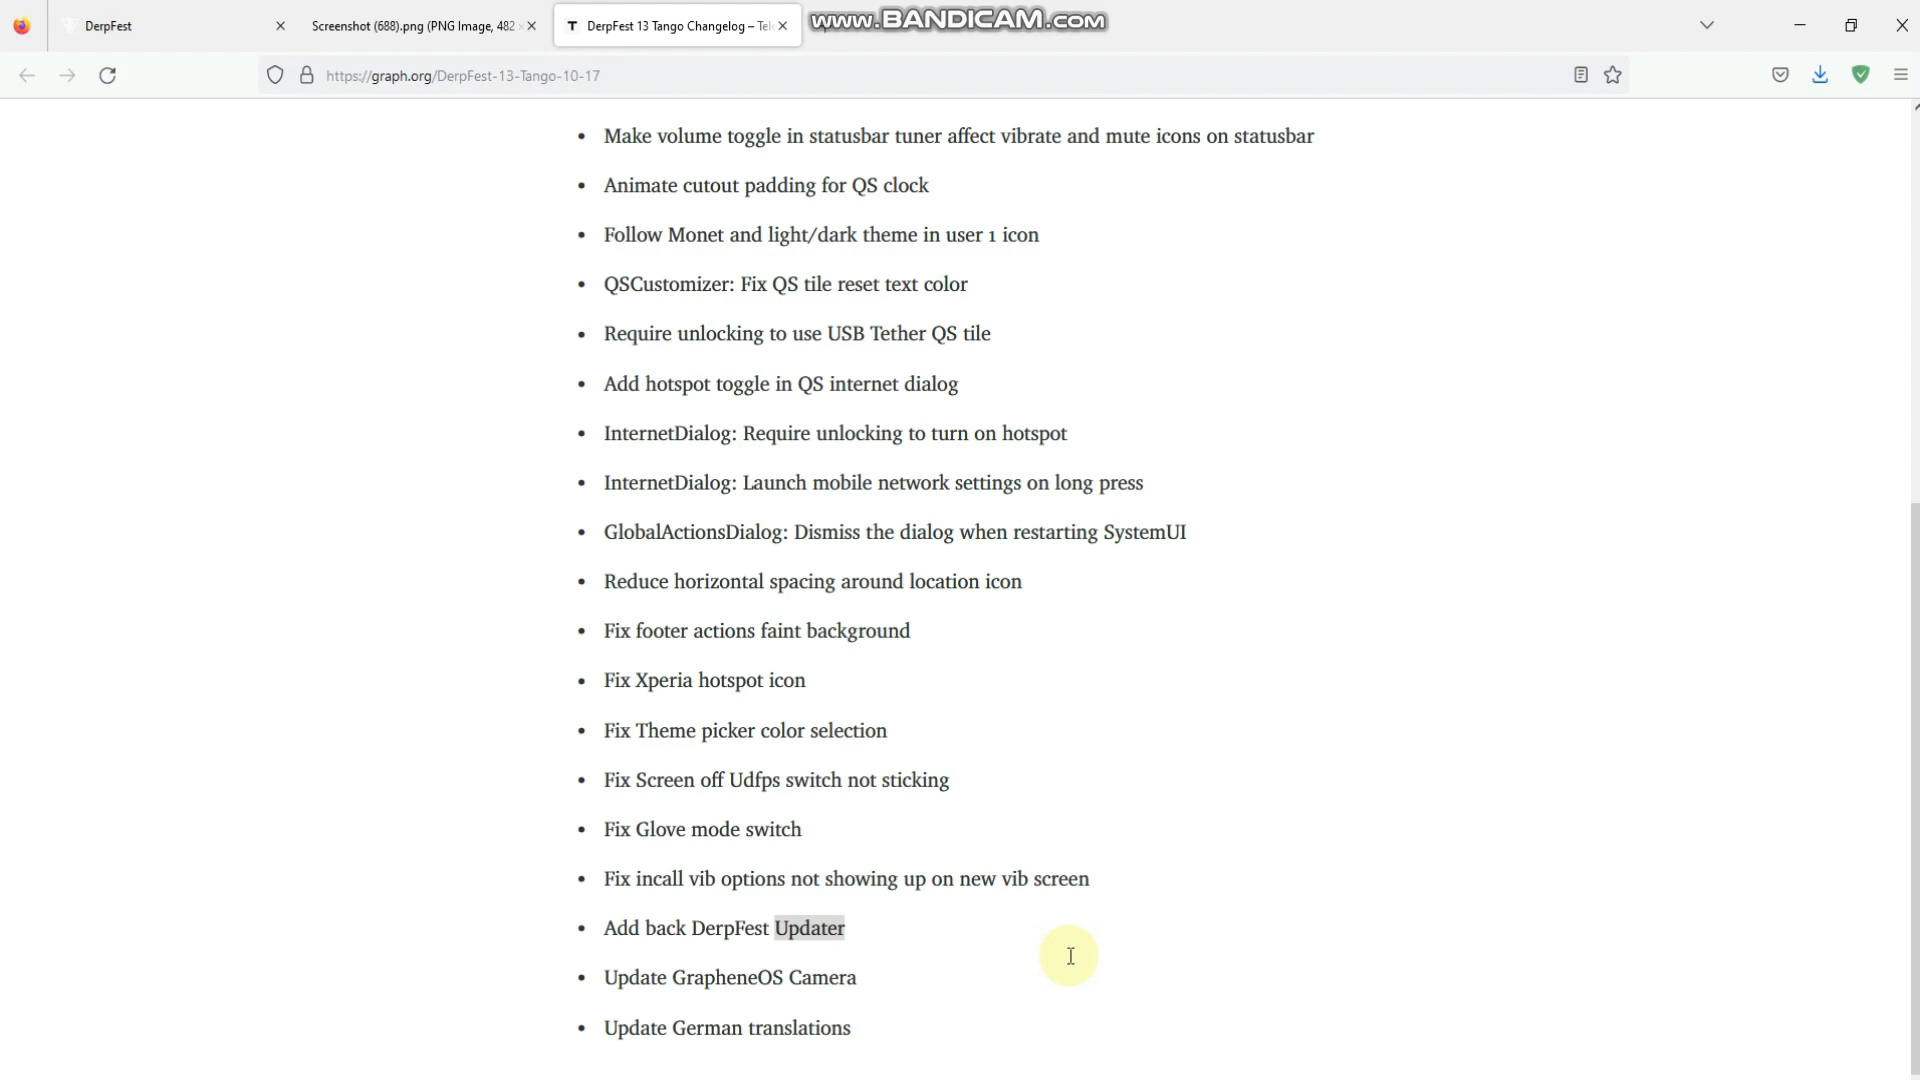 DerpFest
Screenshot (688).png (PNG Image, 482
DerpFest 13 Tango Changelog – Tel
www.BANDICAM.com
https://graph.org/DerpFest-13-Tango-10-17
• Make volume toggle in statusbar tuner affect vibrate and mute icons on statusbar
• Animate cutout padding for QS clock
• Follow Monet and light/dark theme in user 1 icon
• QSCustomizer: Fix QS tile reset text color
• Require unlocking to use USB Tether QS tile
• Add hotspot toggle in QS internet dialog
• InternetDialog: Require unlocking to turn on hotspot
• InternetDialog: Launch mobile network settings on long press
• GlobalActionsDialog: Dismiss the dialog when restarting SystemUI
• Reduce horizontal spacing around location icon
• Fix footer actions faint background
• Fix Xperia hotspot icon
• Fix Theme picker color selection
• Fix Screen off Udfps switch not sticking
• Fix Glove mode switch
• Fix incall vib options not showing up on new vib screen
• Add back DerpFest Updater
• Update GrapheneOS Camera
• Update German translations